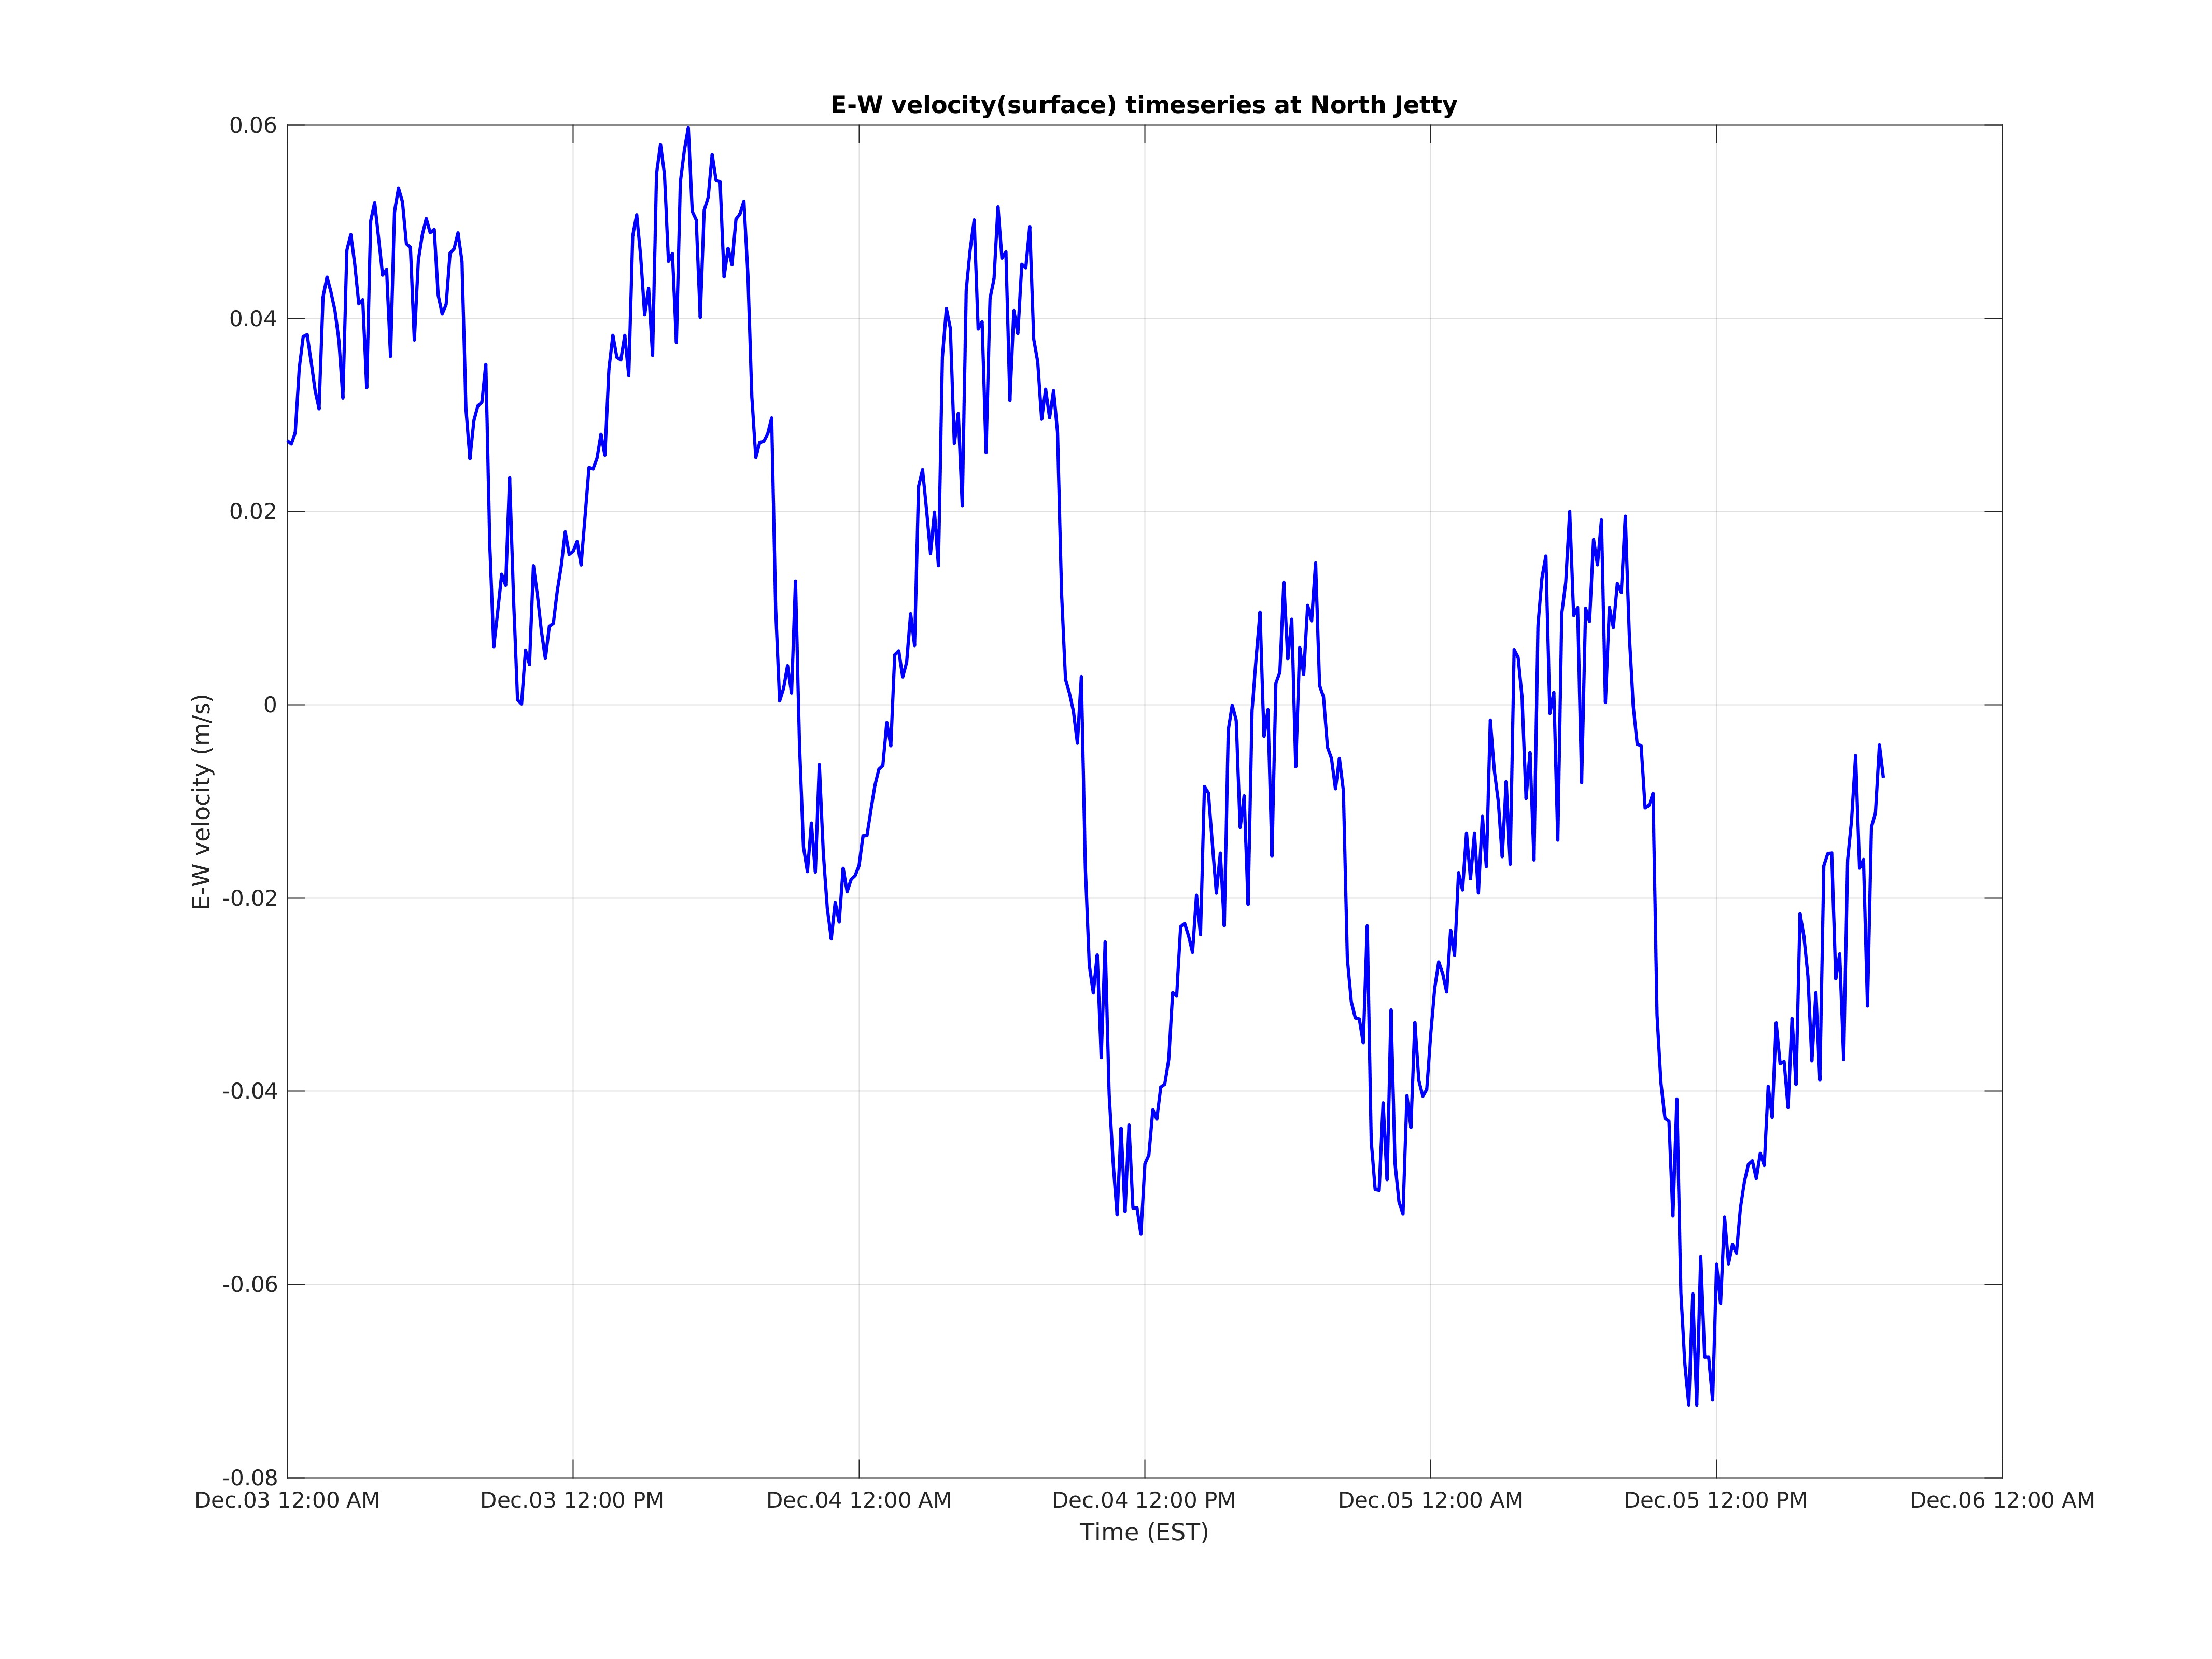 E-W velocity(surface) timeseries at North Jetty
0.06
0.04
0.02
0
-0.02
-0.04
-0.06
-0.08
E-W velocity (m/s)
Dec.03 12:00 AM Dec.03 12:00 PM Dec.04 12:00 AM Dec.04 12:00 PM Dec.05 12:00 AM Dec.05 12:00 PM Dec.06 12:00 AM
Time (EST)